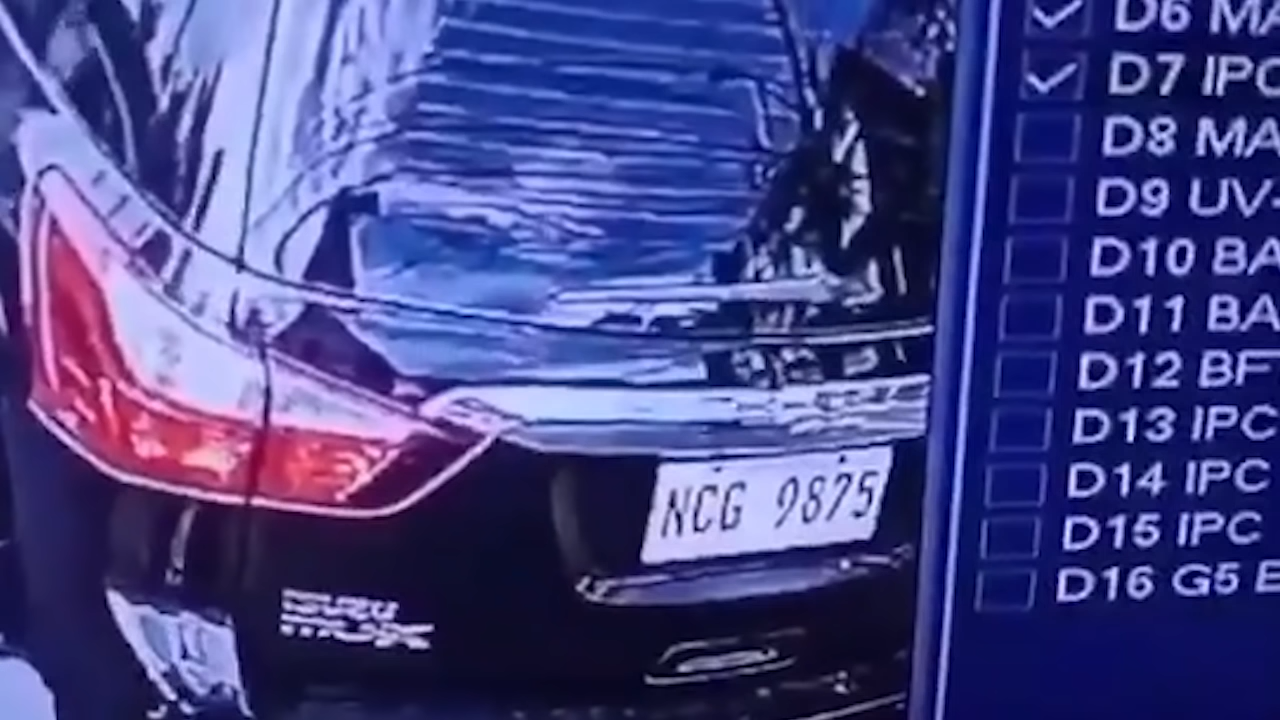 D6 MA
D7 IPC
D8 MA
D9 UV-
D10 BA
D11 BA
D12 BF
D13 IPC
D14 IPC
D15 IPC
D16 G5 E
NCG 9875
ISUZU